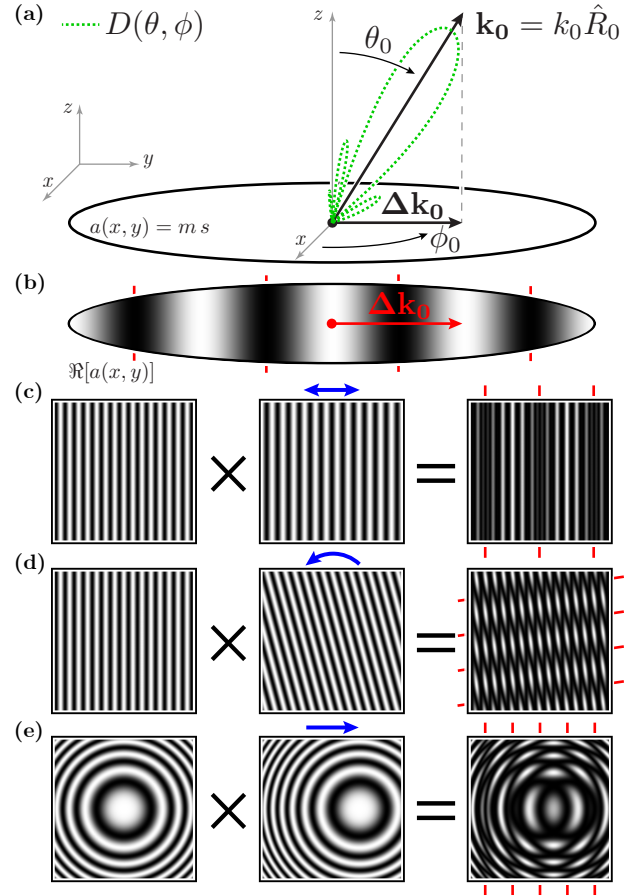 (a)
D(θ, ϕ)
z
θ₀
𝐤₀ = k₀R̂₀
z
y
x
a(x, y) = m s
x
Δ𝐤₀
ϕ₀
(b)
Δ𝐤₀
ℜ[a(x, y)]
(c)
× =
(d)
× =
(e)
× =